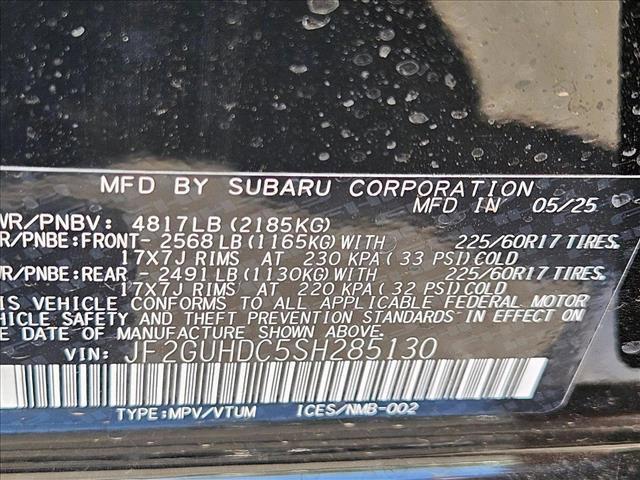 MFD BY SUBARU CORPORATION
MFD IN 05/25
WR/PNBV: 4817LB (2185KG)
R/PNBE:FRONT- 2568 LB (1165KG) WITH 225/60R17 TIRES.
17X7J RIMS AT 230 KPA ( 33 PSI) COLD
WR/PNBE:REAR - 2491 LB (1130KG) WITH 225/60R17 TIRES.
17X7J RIMS AT 220 KPA ( 32 PSI) COLD
IS VEHICLE CONFORMS TO ALL APPLICABLE FEDERAL MOTOR
EHICLE SAFETY AND THEFT PREVENTION STANDARDS IN EFFECT ON
E DATE OF MANUFACTURE SHOWN ABOVE.
VIN: JF2GUHDC5SH285130
TYPE:MPV/VTUM ICES/NMB-002